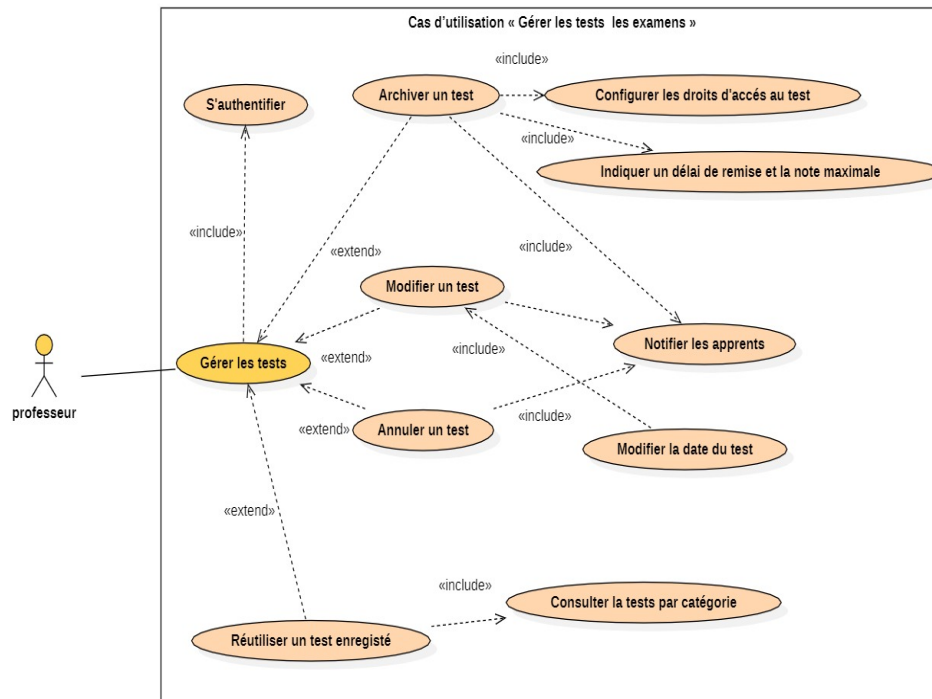 Cas d'utilisation « Gérer les tests les examens »
«include»
S'authentifier
Archiver un test
Configurer les droits d'accés au test
«include»
Indiquer un délai de remise et la note maximale
«include»
«extend»
«include»
Modifier un test
Notifier les apprents
«include»
«extend»
Gérer les tests
professeur
«extend»
Annuler un test
«include»
Modifier la date du test
«extend»
«include»
Consulter la tests par catégorie
Réutiliser un test enregisté